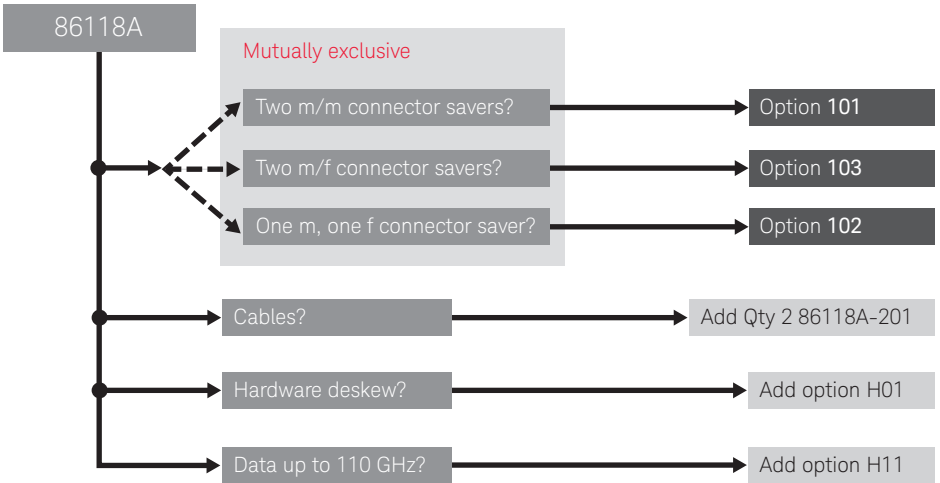 86118A
Mutually exclusive
Two m/m connector savers?
Option 101
Two m/f connector savers?
Option 103
One m, one f connector saver?
Option 102
Cables?
Add Qty 2 86118A-201
Hardware deskew?
Add option H01
Data up to 110 GHz?
Add option H11